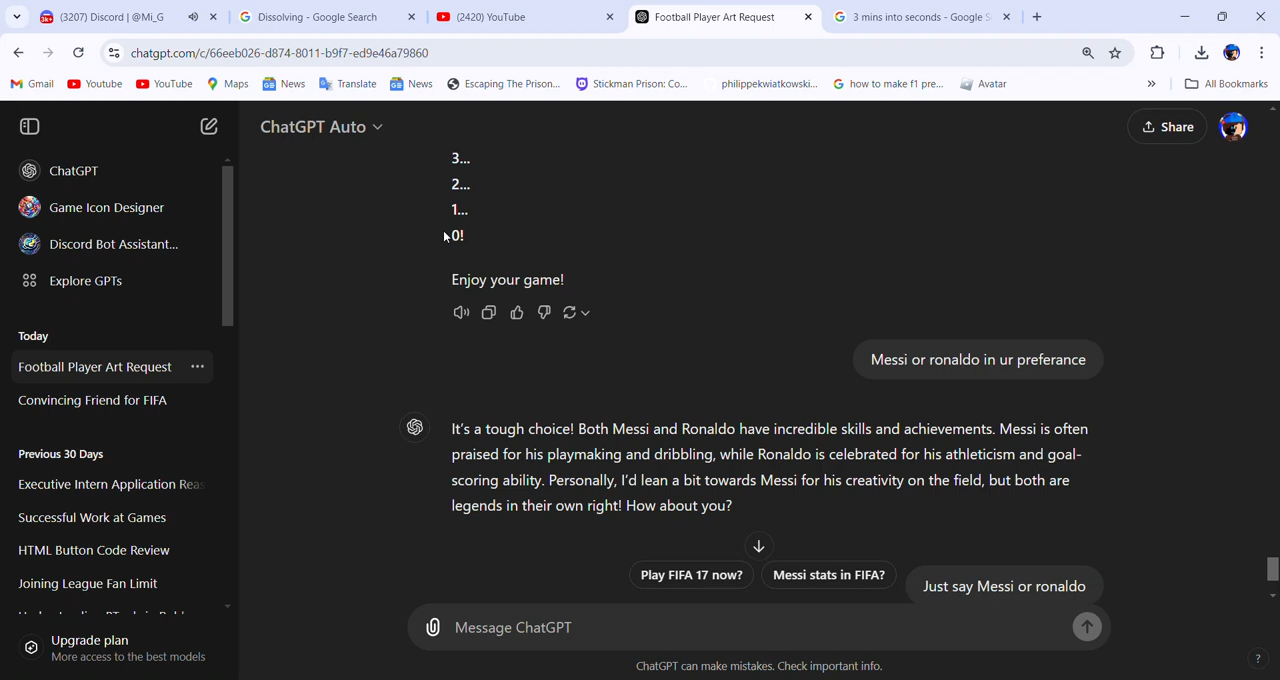 (3207) Discord | @Mi_G
Dissolving - Google Search
(2420) YouTube
Football Player Art Request
3 mins into seconds - Google S
chatgpt.com/c/66eeb026-d874-8011-b9f7-ed9e46a79860
Gmail
Youtube
YouTube
Maps
News
Translate
News
Escaping The Prison...
Stickman Prison: Co...
philippekwiatkowski...
how to make f1 pre...
Avatar
»
All Bookmarks
ChatGPT Auto
Share
ChatGPT
Game Icon Designer
Discord Bot Assistant...
Explore GPTs
Today
Football Player Art Request
Convincing Friend for FIFA
Previous 30 Days
Executive Intern Application Reas
Successful Work at Games
HTML Button Code Review
Joining League Fan Limit
Upgrade plan
More access to the best models
3...
2...
1...
0!
Enjoy your game!
Messi or ronaldo in ur preferance
It's a tough choice! Both Messi and Ronaldo have incredible skills and achievements. Messi is often
praised for his playmaking and dribbling, while Ronaldo is celebrated for his athleticism and goal-
scoring ability. Personally, I'd lean a bit towards Messi for his creativity on the field, but both are
legends in their own right! How about you?
Play FIFA 17 now?
Messi stats in FIFA?
Just say Messi or ronaldo
Message ChatGPT
ChatGPT can make mistakes. Check important info.
?